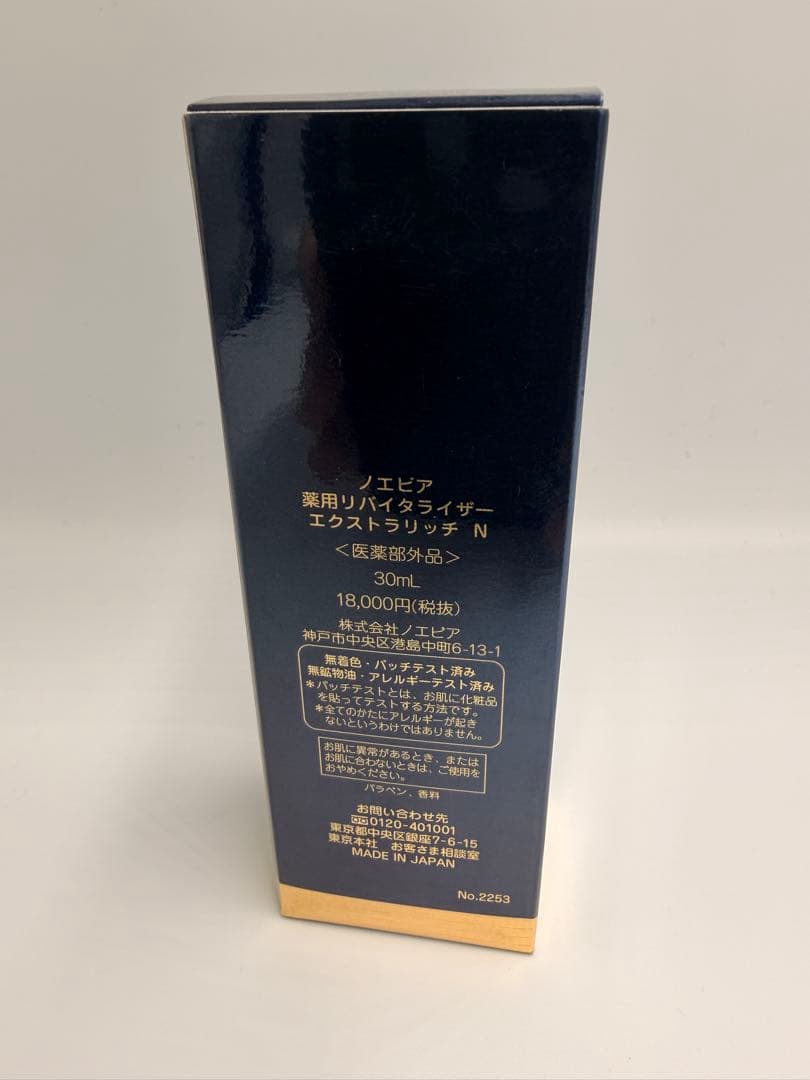 ノエビア
薬用リバイタライザー
エクストラリッチ N
＜医薬部外品＞
30mL
18,000円(税抜)
株式会社ノエビア
神戸市中央区港島中町6-13-1
無着色・パッチテスト済み
無鉱物油・アレルギーテスト済み
＊パッチテストとは、お肌に化粧品
を貼ってテストする方法です。
＊全てのかたにアレルギーが起き
ないというわけではありません。
お肌に異常があるとき、または
お肌に合わないときは、ご使用を
おやめください。
パラベン、香料
お問い合わせ先
0120-401001
東京都中央区銀座7-6-15
東京本社 お客さま相談室
MADE IN JAPAN
No.2253